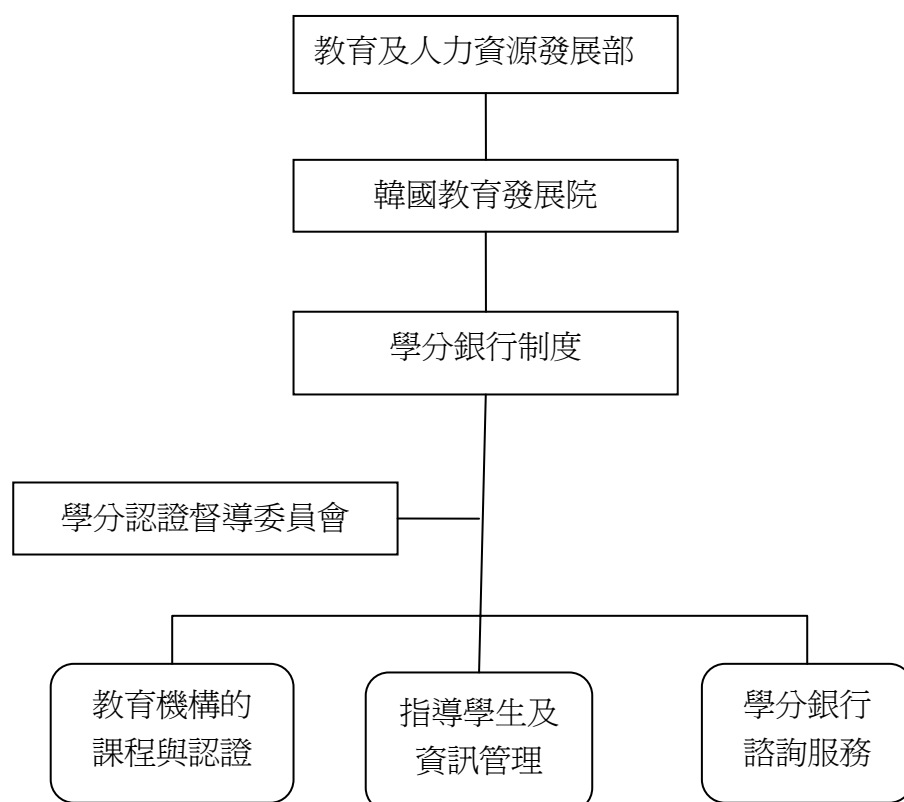 教育及人力資源發展部
韓國教育發展院
學分銀行制度
學分認證督導委員會
教育機構的
課程與認證
指導學生及
資訊管理
學分銀行
諮詢服務